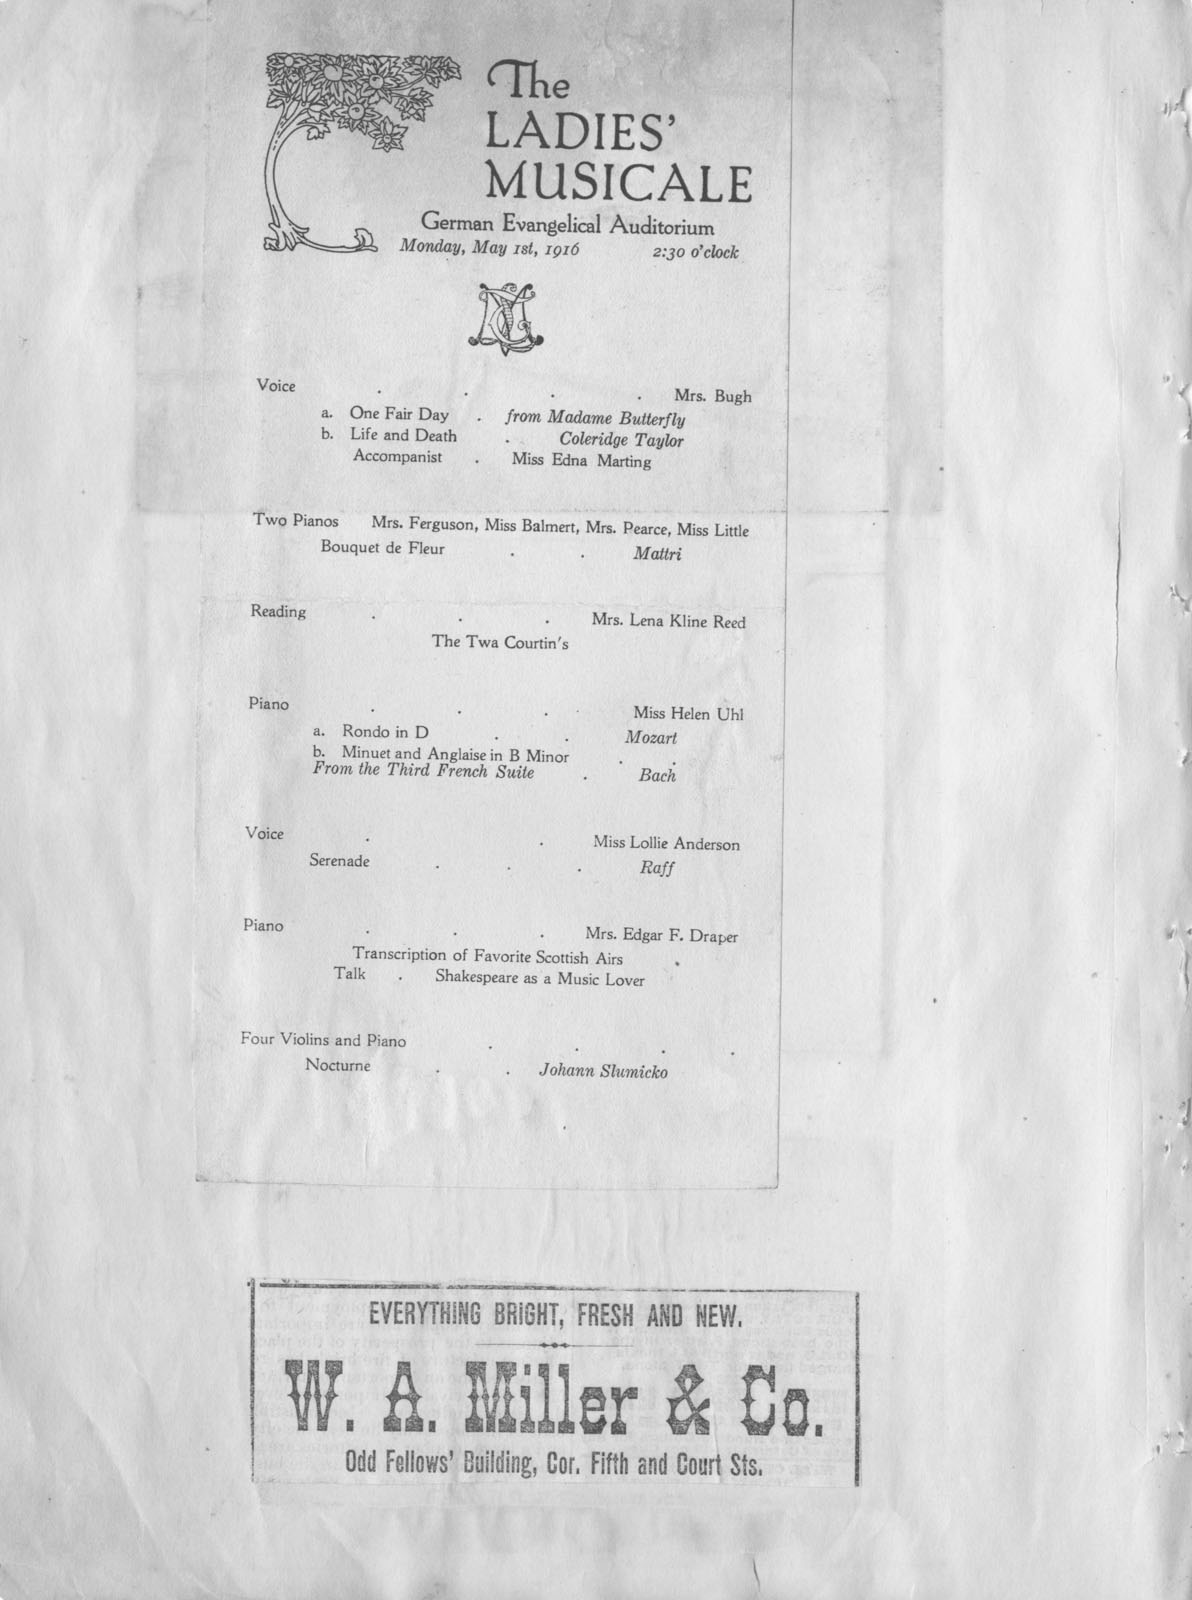 The
LADIES'
MUSICALE
German Evangelical Auditorium
Monday, May 1st, 1916 2:30 o'clock
Voice . . . . Mrs. Bugh
a. One Fair Day . from Madame Butterfly
b. Life and Death . Coleridge Taylor
Accompanist . Miss Edna Marting
Two Pianos Mrs. Ferguson, Miss Balmert, Mrs. Pearce, Miss Little
Bouquet de Fleur . . Mattri
Reading . . . Mrs. Lena Kline Reed
The Twa Courtin's
Piano . . . . Miss Helen Uhl
a. Rondo in D . . Mozart
b. Minuet and Anglaise in B Minor . .
From the Third French Suite . Bach
Voice . . Miss Lollie Anderson
Serenade . . . Raff
Piano . . . Mrs. Edgar F. Draper
Transcription of Favorite Scottish Airs .
Talk . Shakespeare as a Music Lover
Four Violins and Piano . . . .
Nocturne . . Johann Slumicko
EVERYTHING BRIGHT, FRESH AND NEW.
W. A. Miller & Co.
Odd Fellows' Building, Cor. Fifth and Court Sts.